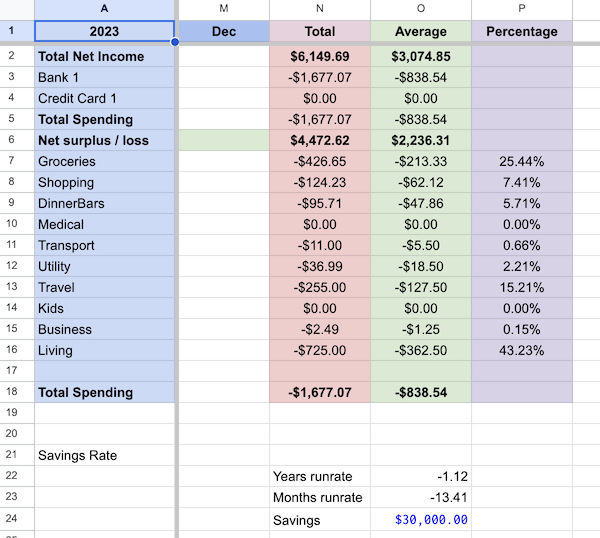 A M N O P
1 2023 Dec Total Average Percentage
2 Total Net Income $6,149.69 $3,074.85
3 Bank 1 -$1,677.07 -$838.54
4 Credit Card 1 $0.00 $0.00
5 Total Spending -$1,677.07 -$838.54
6 Net surplus / loss $4,472.62 $2,236.31
7 Groceries -$426.65 -$213.33 25.44%
8 Shopping -$124.23 -$62.12 7.41%
9 DinnerBars -$95.71 -$47.86 5.71%
10 Medical $0.00 $0.00 0.00%
11 Transport -$11.00 -$5.50 0.66%
12 Utility -$36.99 -$18.50 2.21%
13 Travel -$255.00 -$127.50 15.21%
14 Kids $0.00 $0.00 0.00%
15 Business -$2.49 -$1.25 0.15%
16 Living -$725.00 -$362.50 43.23%
17
18 Total Spending -$1,677.07 -$838.54
19
20
21 Savings Rate
22 Years runrate -1.12
23 Months runrate -13.41
24 Savings $30,000.00